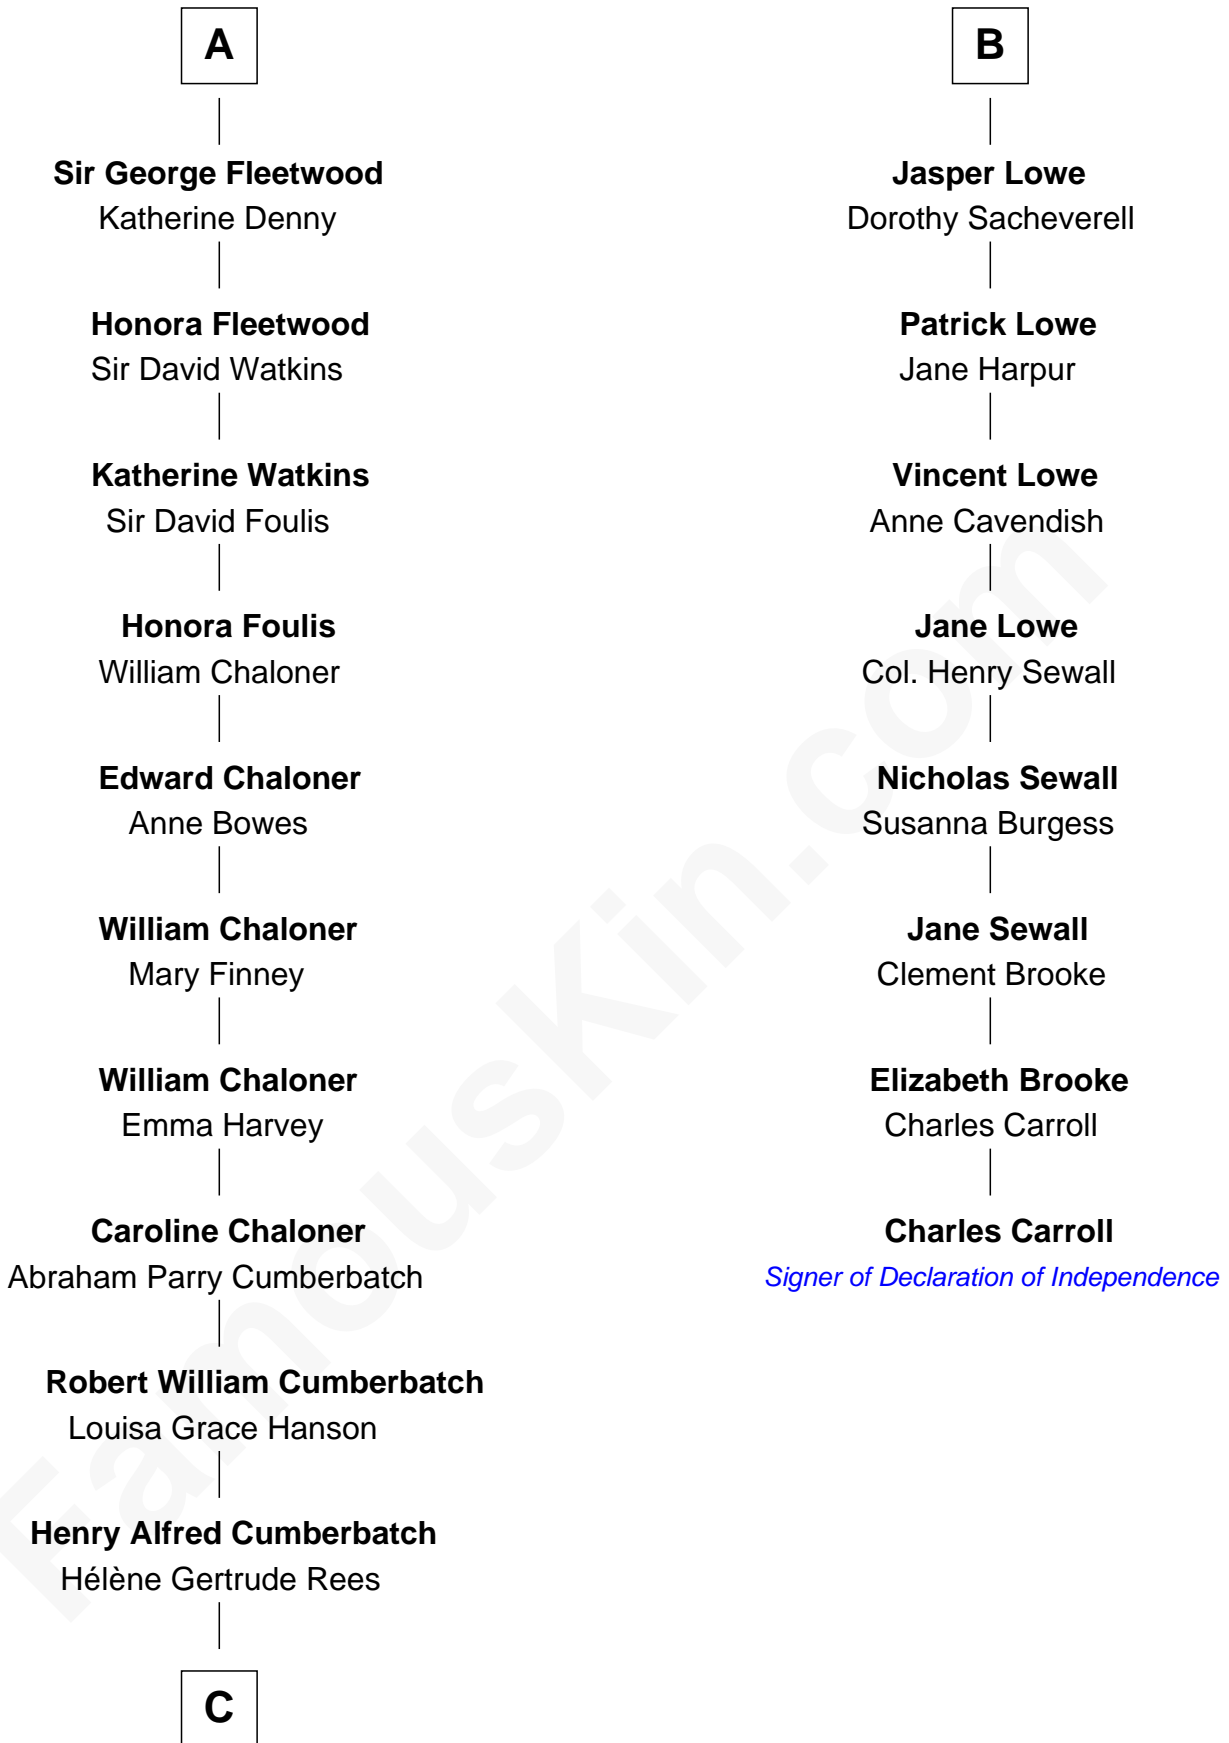 A
Sir George Fleetwood
Katherine Denny
Honora Fleetwood
Sir David Watkins
Katherine Watkins
Sir David Foulis
Honora Foulis
William Chaloner
Edward Chaloner
Anne Bowes
William Chaloner
Mary Finney
William Chaloner
Emma Harvey
Caroline Chaloner
Abraham Parry Cumberbatch
Robert William Cumberbatch
Louisa Grace Hanson
Henry Alfred Cumberbatch
Hélène Gertrude Rees
C
B
Jasper Lowe
Dorothy Sacheverell
Patrick Lowe
Jane Harpur
Vincent Lowe
Anne Cavendish
Jane Lowe
Col. Henry Sewall
Nicholas Sewall
Susanna Burgess
Jane Sewall
Clement Brooke
Elizabeth Brooke
Charles Carroll
Charles Carroll
Signer of Declaration of Independence
FamousKin.com